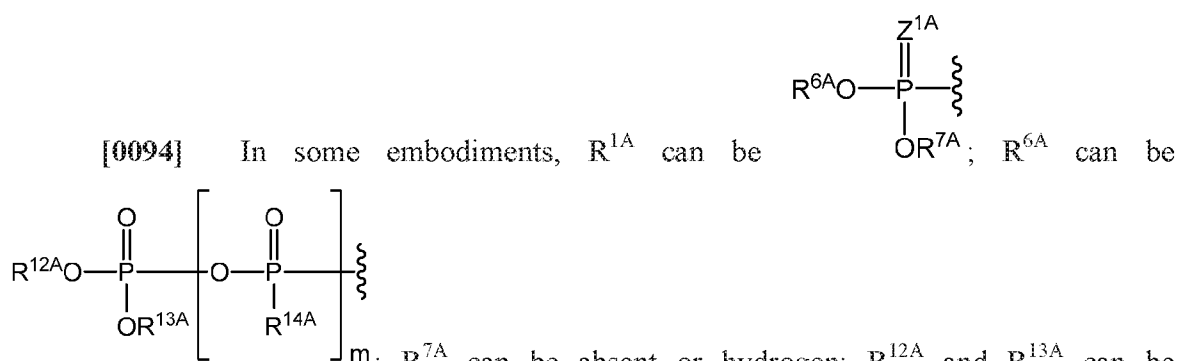 Z1A
R6AO P
[0094] In some embodiments, R1A can be OR7A; R6A can be
O O
R12AO P O P
OR13A R14A
m; R7A can be absent or hydrogen; R12A and R13A can be